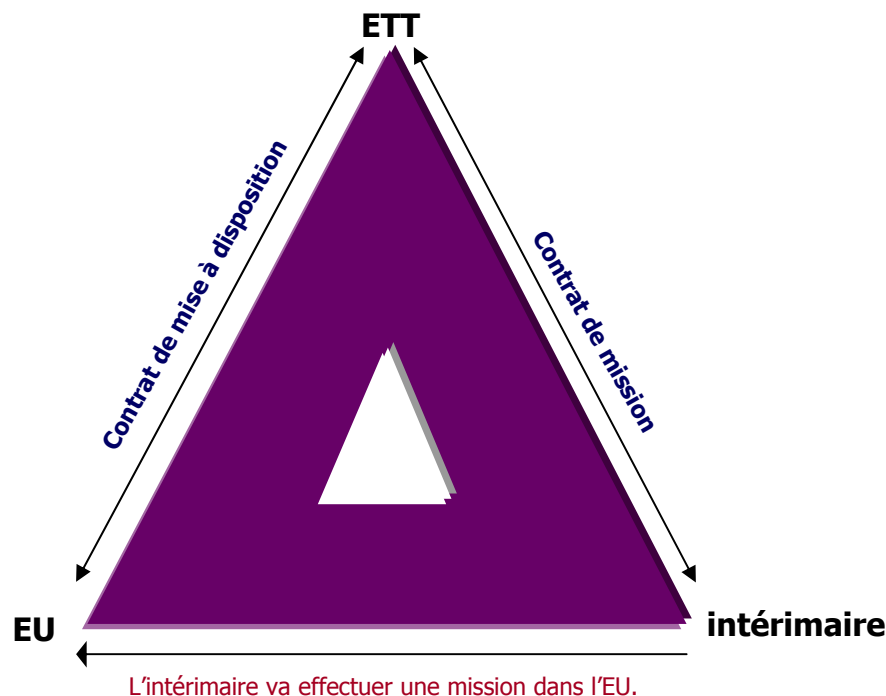 ETT
Contrat de mise à disposition
Contrat de mission
EU
intérimaire
L’intérimaire va effectuer une mission dans l’EU.